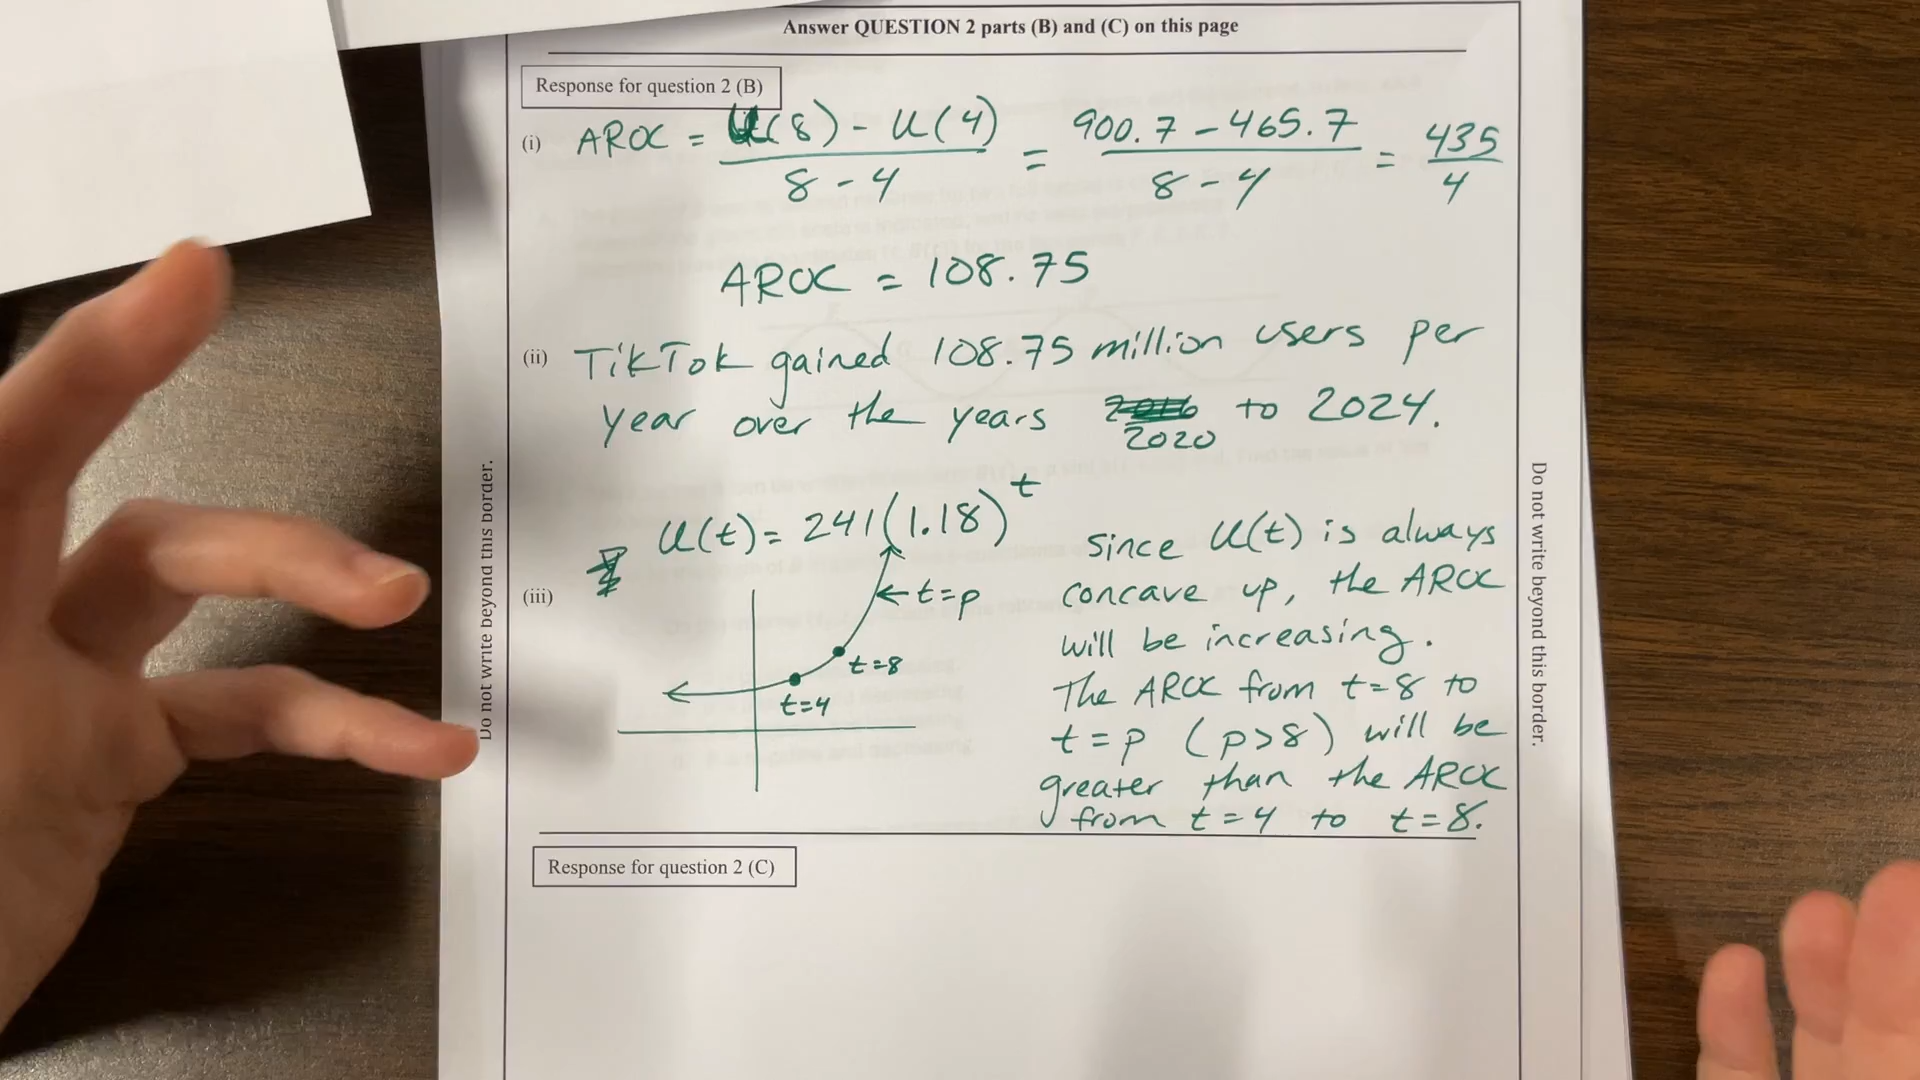 Answer QUESTION 2 parts (B) and (C) on this page
Response for question 2 (B)
(i) AROC = U(8) - U(4) / 8 - 4 = 900.7 - 465.7 / 8 - 4 = 435 / 4
AROC = 108.75
(ii) TikTok gained 108.75 million users per
year over the years 2020 to 2024.
U(t) = 241(1.18)^t
(iii)
t=p
t=8
t=4
since U(t) is always
concave up, the AROC
will be increasing.
The AROC from t=8 to
t=p (p>8) will be
greater than the AROC
from t=4 to t=8.
Response for question 2 (C)
Do not write beyond this border.
Do not write beyond this border.